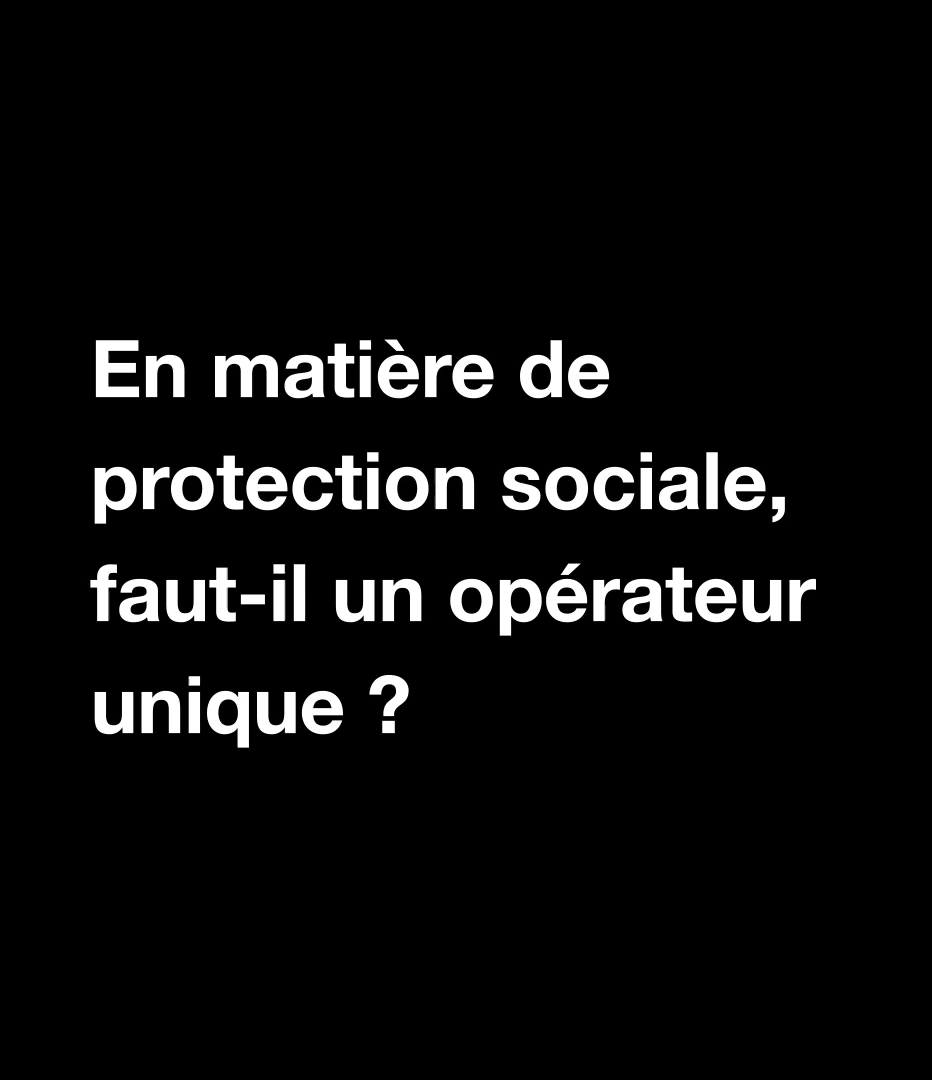 En matière de
protection sociale,
faut-il un opérateur
unique ?